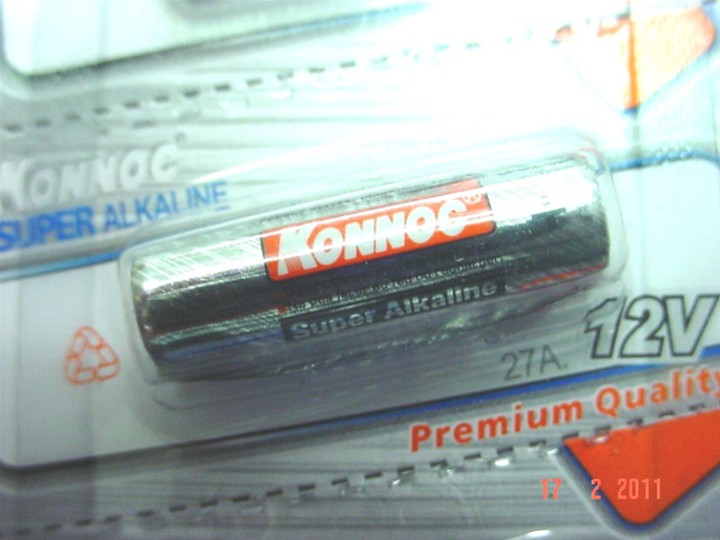 KONNOC
SUPER ALKALINE
KONNOC®
Super Alkaline
27A.
12V
Premium Quality
17 2 2011